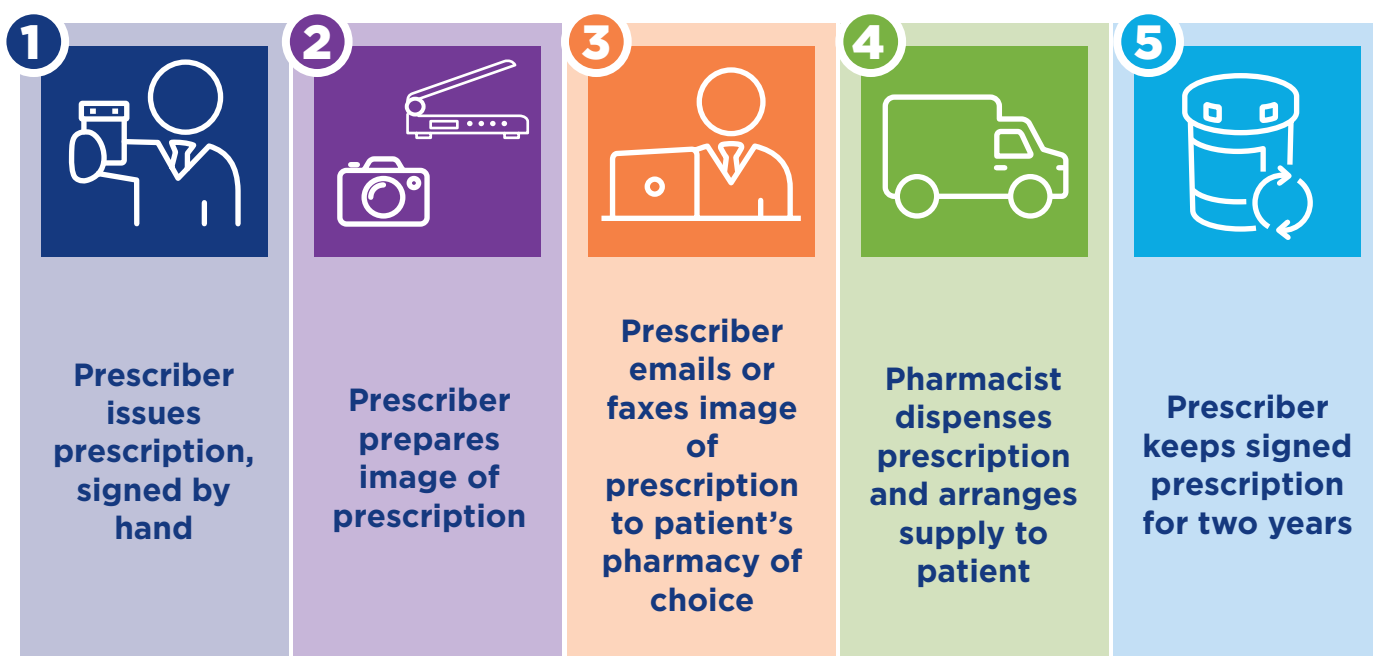 1
Prescriber
issues
prescription,
signed by
hand
2
Prescriber
prepares
image of
prescription
3
Prescriber
emails or
faxes image
of
prescription
to patient’s
pharmacy of
choice
4
Pharmacist
dispenses
prescription
and arranges
supply to
patient
5
Prescriber
keeps signed
prescription
for two years